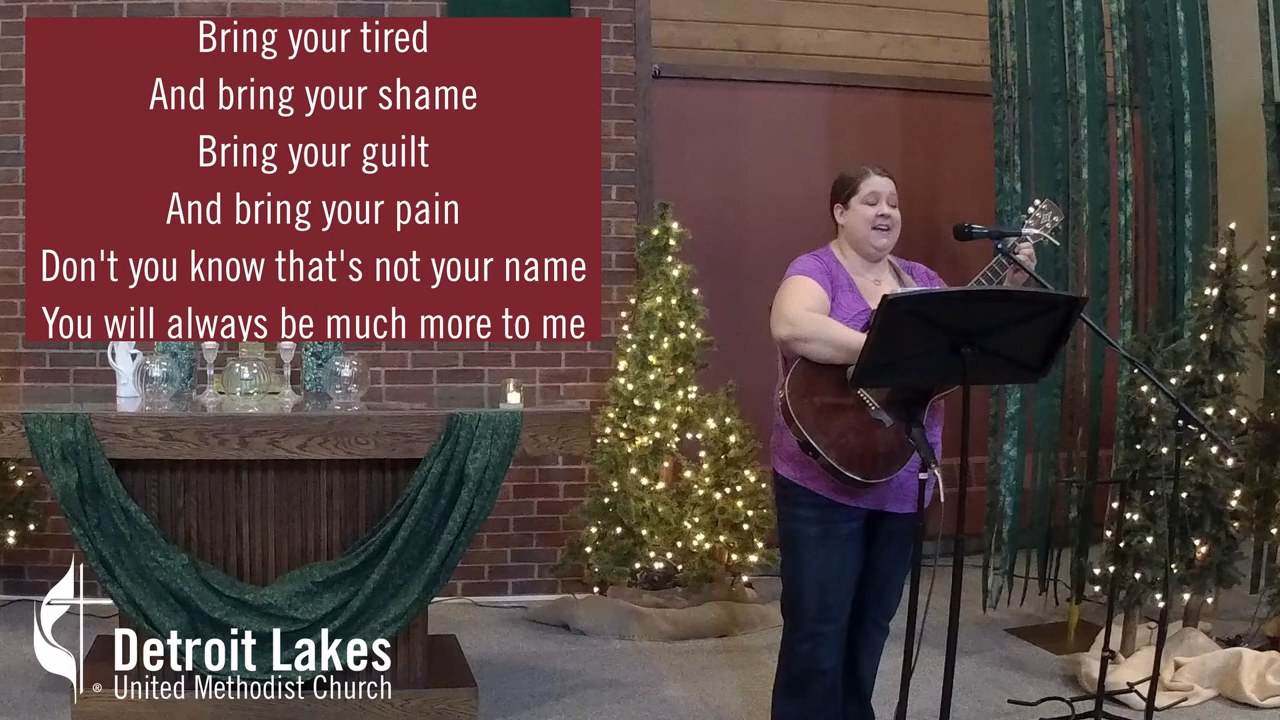 Bring your tired
And bring your shame
Bring your guilt
And bring your pain
Don't you know that's not your name
You will always be much more to me
Detroit Lakes
® United Methodist Church